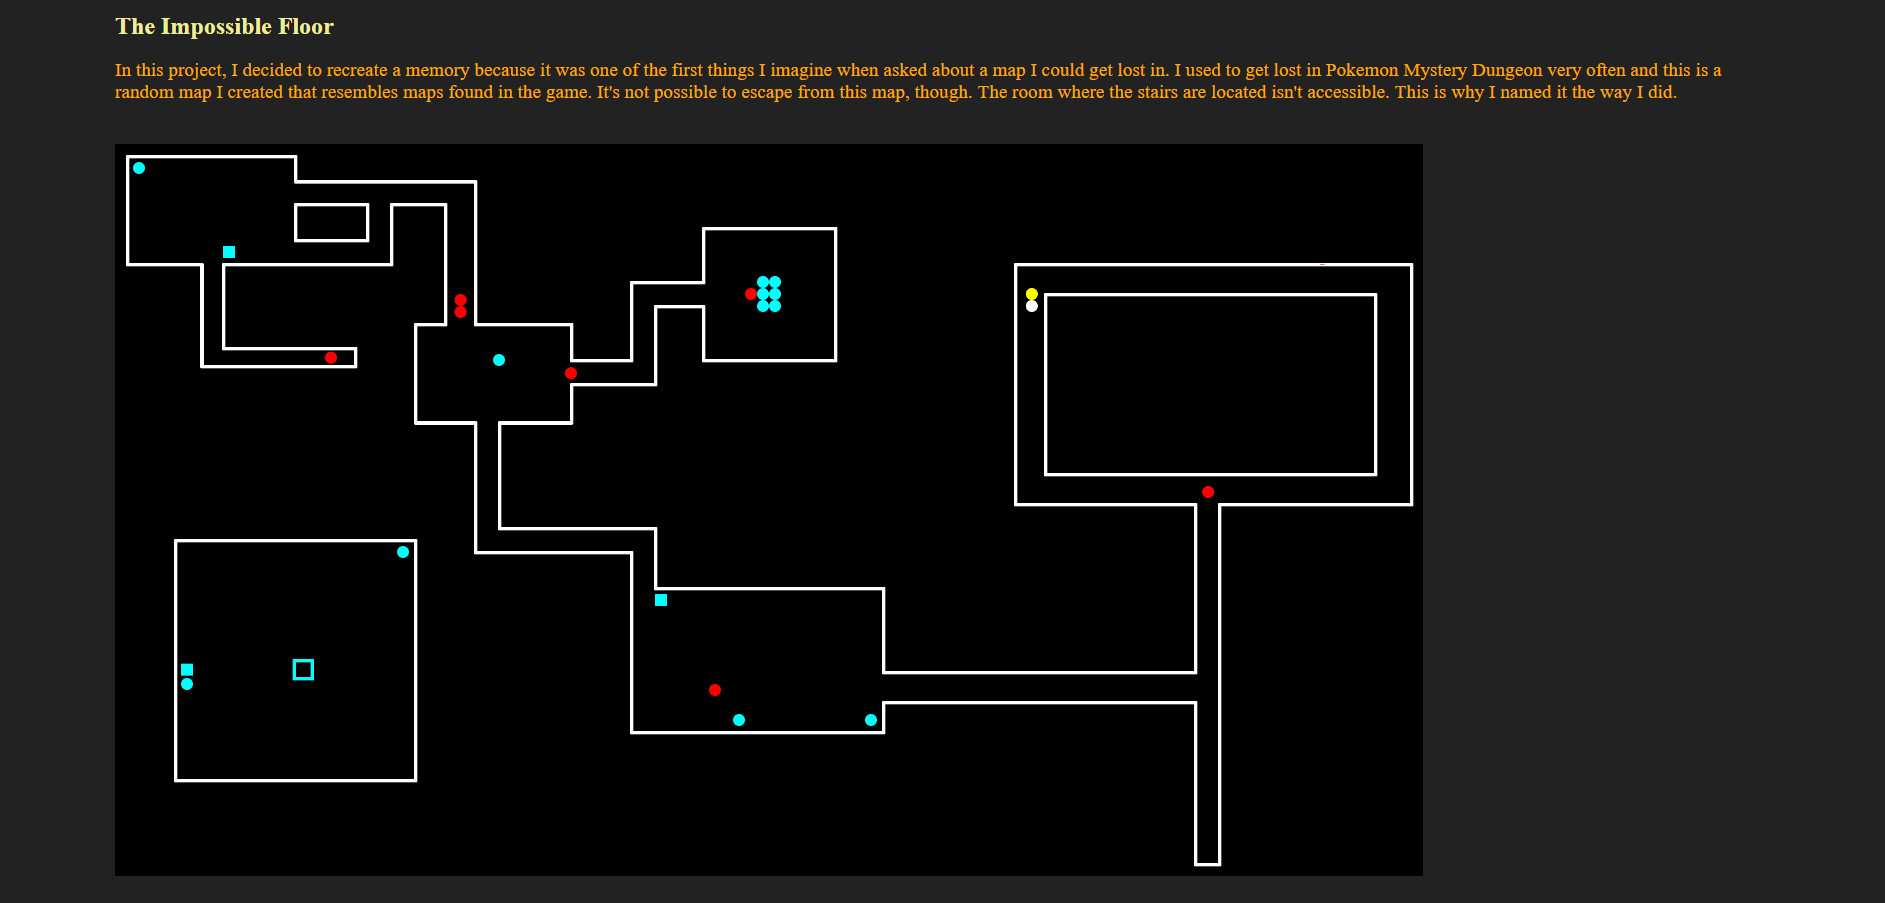 The Impossible Floor
In this project, I decided to recreate a memory because it was one of the first things I imagine when asked about a map I could get lost in. I used to get lost in Pokemon Mystery Dungeon very often and this is a
random map I created that resembles maps found in the game. It's not possible to escape from this map, though. The room where the stairs are located isn't accessible. This is why I named it the way I did.